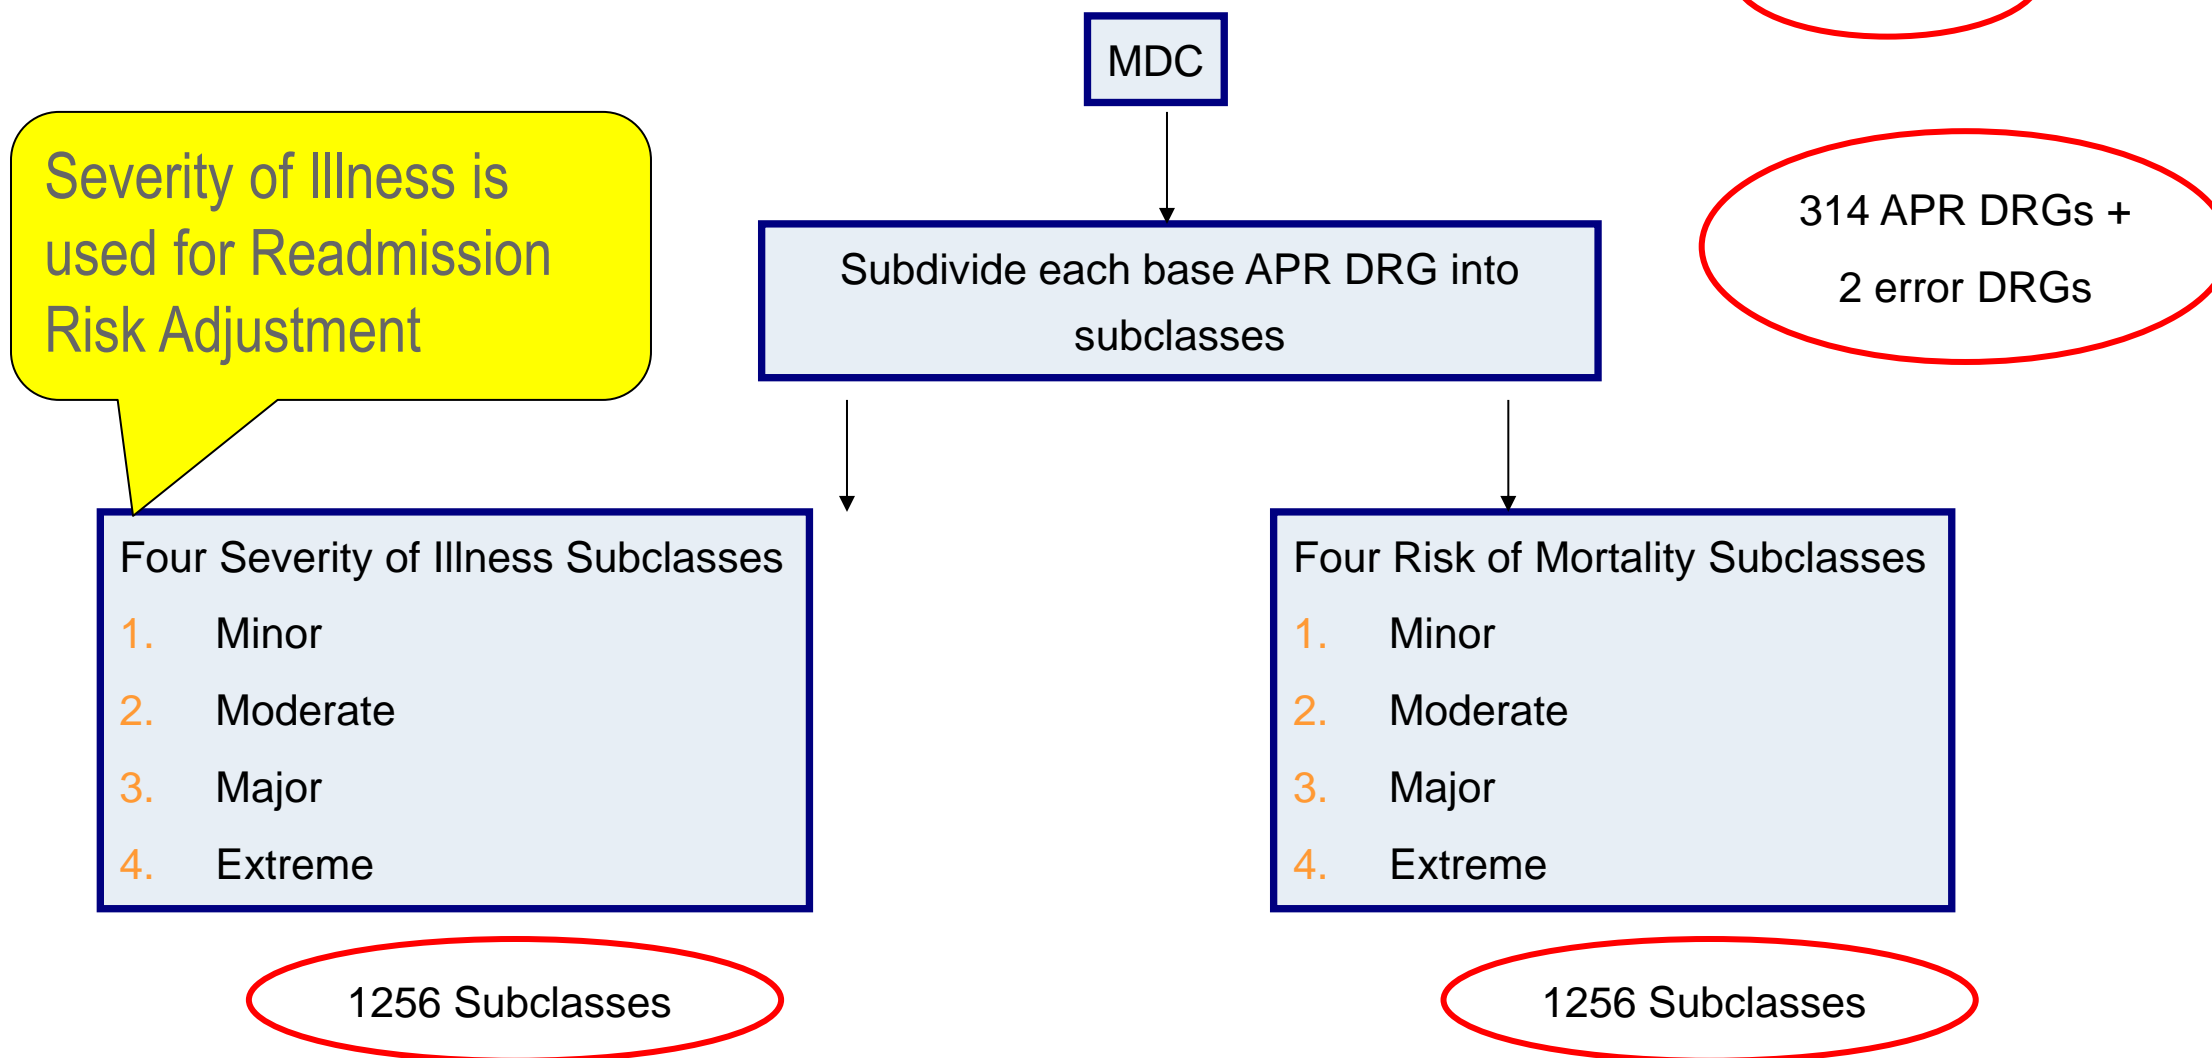 MDC
Severity of Illness is
used for Readmission
Risk Adjustment
Subdivide each base APR DRG into
subclasses
314 APR DRGs +
2 error DRGs
Four Severity of Illness Subclasses
1. Minor
2. Moderate
3. Major
4. Extreme
Four Risk of Mortality Subclasses
1. Minor
2. Moderate
3. Major
4. Extreme
1256 Subclasses
1256 Subclasses